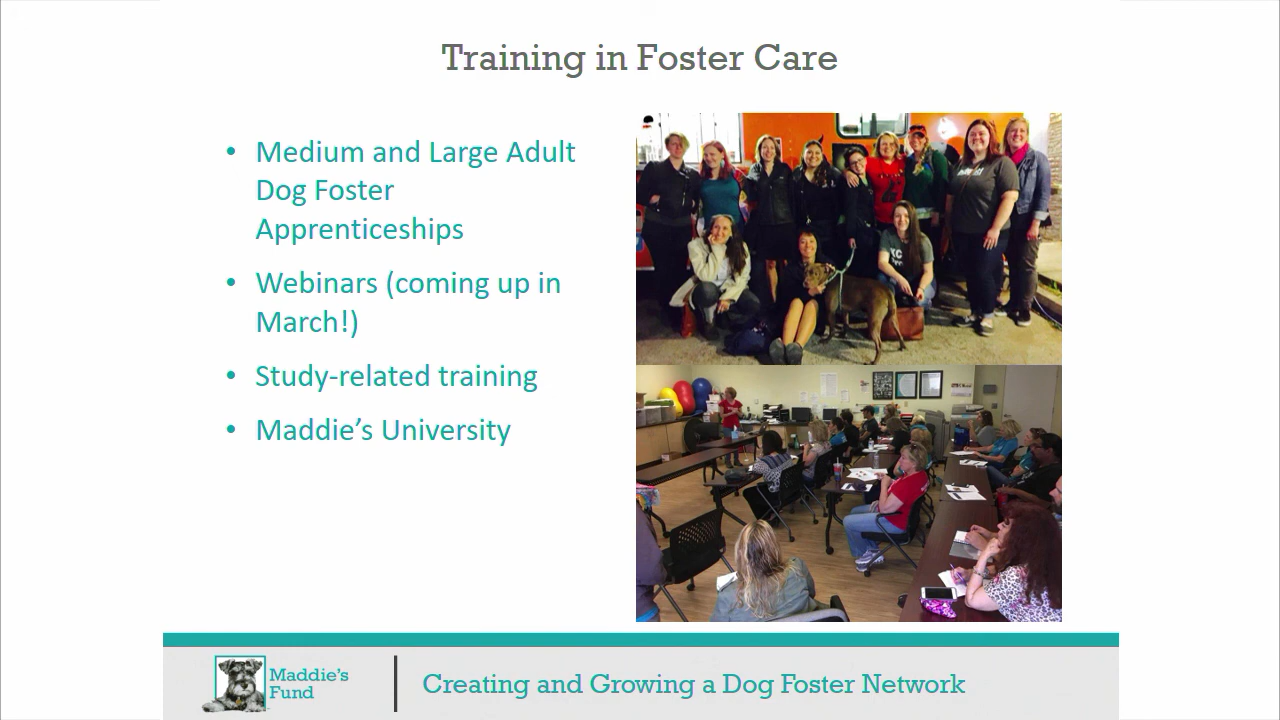 Training in Foster Care
• Medium and Large Adult
Dog Foster
Apprenticeships
• Webinars (coming up in
March!)
• Study-related training
• Maddie’s University
Maddie’s
Fund
Creating and Growing a Dog Foster Network